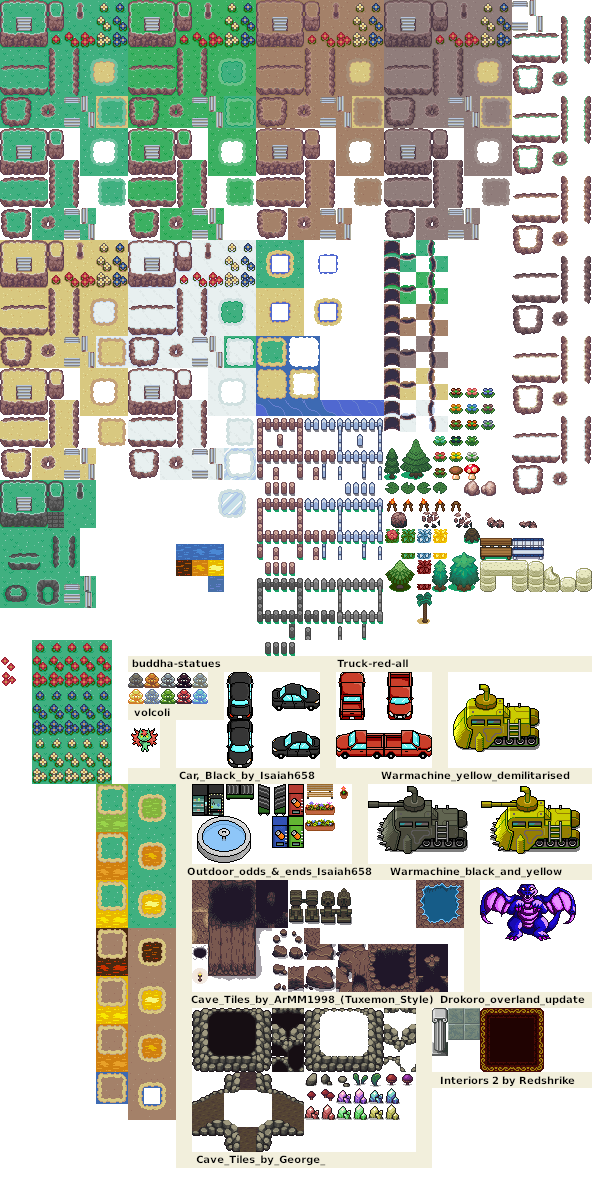 buddha-statues
Truck-red-all
volcoli
Car_Black_by_Isaiah658
Warmachine_yellow_demilitarised
Outdoor_odds_&_ends_Isaiah658
Warmachine_black_and_yellow
Cave_Tiles_by_ArMM1998_(Tuxemon_Style)
Drokoro_overland_update
Interiors 2 by Redshrike
Cave_Tiles_by_George_